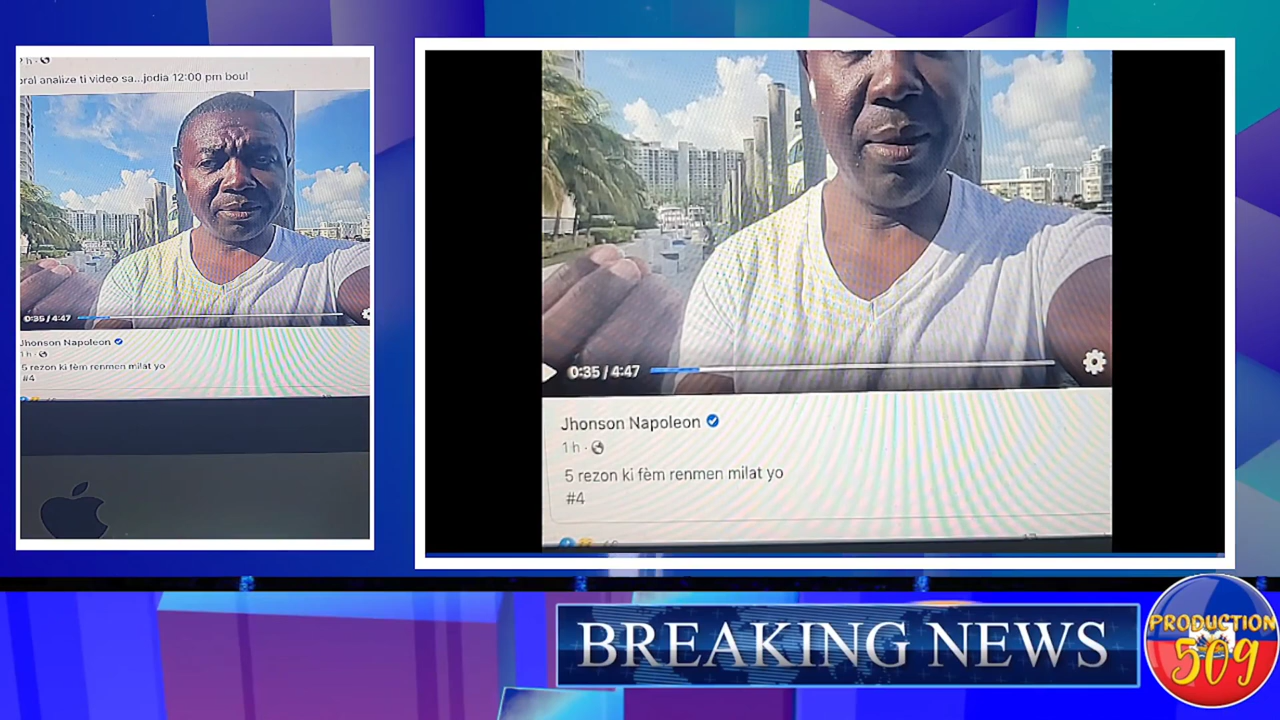 h ·
analize ti video sa...jodia 12:00 pm boul
0:35 / 4:47
Jhonson Napoleon
1 h ·
5 rezon ki fèm renmen milat yo
#4
0:35 / 4:47
Jhonson Napoleon
1 h ·
5 rezon ki fèm renmen milat yo
#4
BREAKING NEWS
PRODUCTION
509